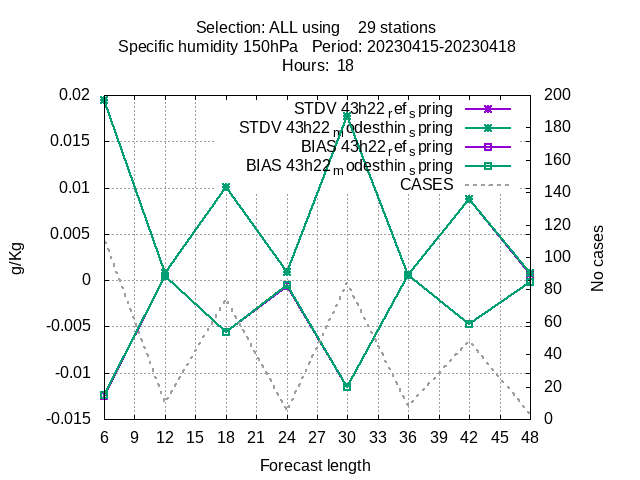 Selection: ALL using    29 stations
Specific humidity 150hPa   Period: 20230415-20230418
Hours:  18
0.02
0.015
0.01
0.005
0
-0.005
-0.01
-0.015
g/Kg
STDV 43h22_ref_spring
STDV 43h22_modesthin_spring
BIAS 43h22_ref_spring
BIAS 43h22_modesthin_spring
CASES
200
180
160
140
120
100
80
60
40
20
0
No cases
6 9 12 15 18 21 24 27 30 33 36 39 42 45 48
Forecast length